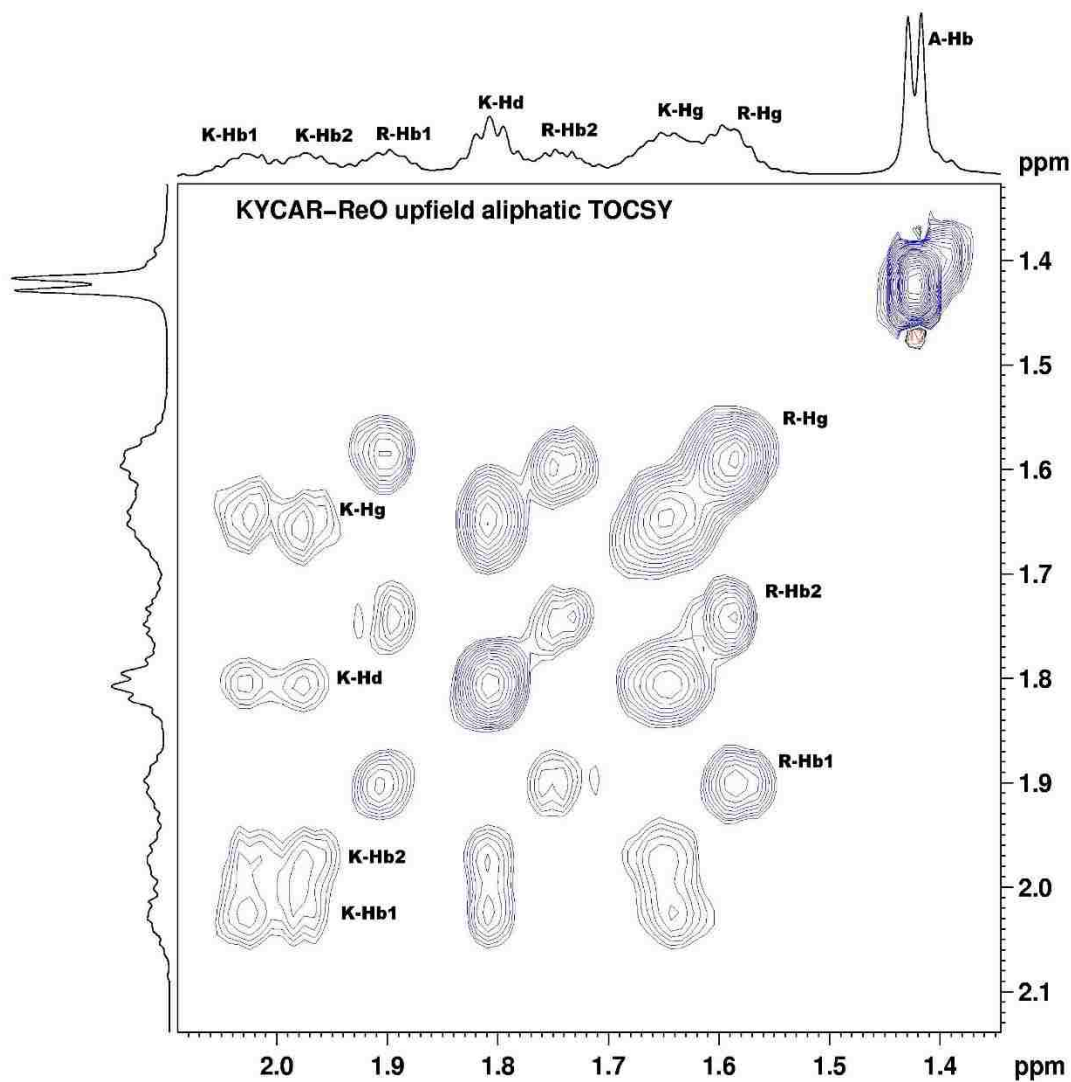 A-Hb
K-Hd
K-Hg
R-Hg
K-Hb1
K-Hb2
R-Hb1
R-Hb2
ppm
KYCAR-ReO upfield aliphatic TOCSY
1.4
1.5
R-Hg
1.6
K-Hg
1.7
R-Hb2
K-Hd
1.8
R-Hb1
1.9
K-Hb2
2.0
K-Hb1
2.1
2.0 1.9 1.8 1.7 1.6 1.5 1.4 ppm